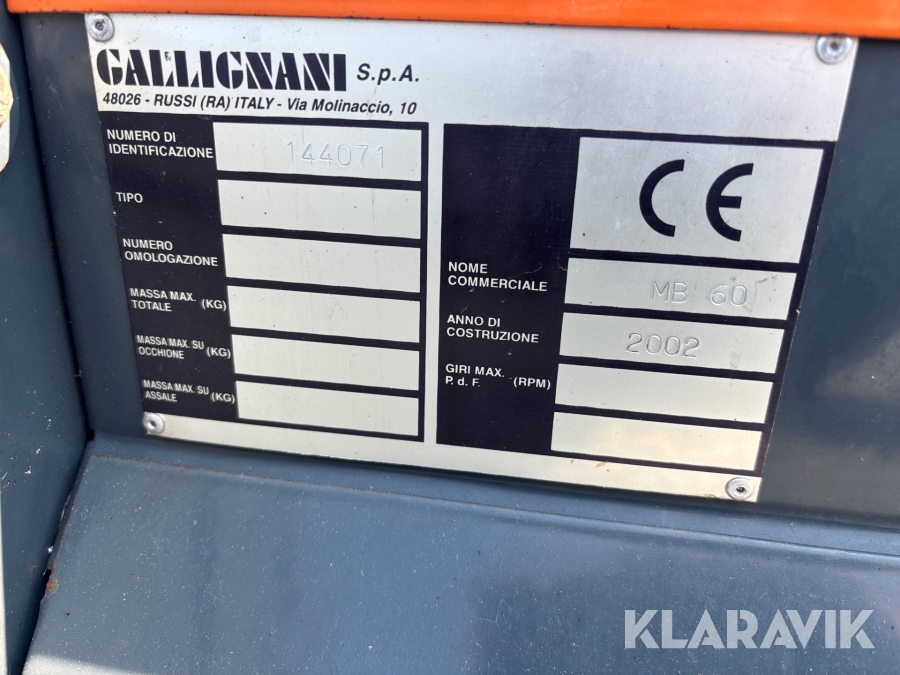 GALLIGNANI S.p.A.
48026 - RUSSI (RA) ITALY - Via Molinaccio, 10
NUMERO DI
IDENTIFICAZIONE
144071
TIPO
NUMERO
OMOLOGAZIONE
MASSA MAX.
TOTALE (KG)
MASSA MAX. SU
OCCHIONE (KG)
MASSA MAX. SU
ASSALE (KG)
CE
NOME
COMMERCIALE
MB 60
ANNO DI
COSTRUZIONE
2002
GIRI MAX.
P. d. F. (RPM)
KLARAVIK